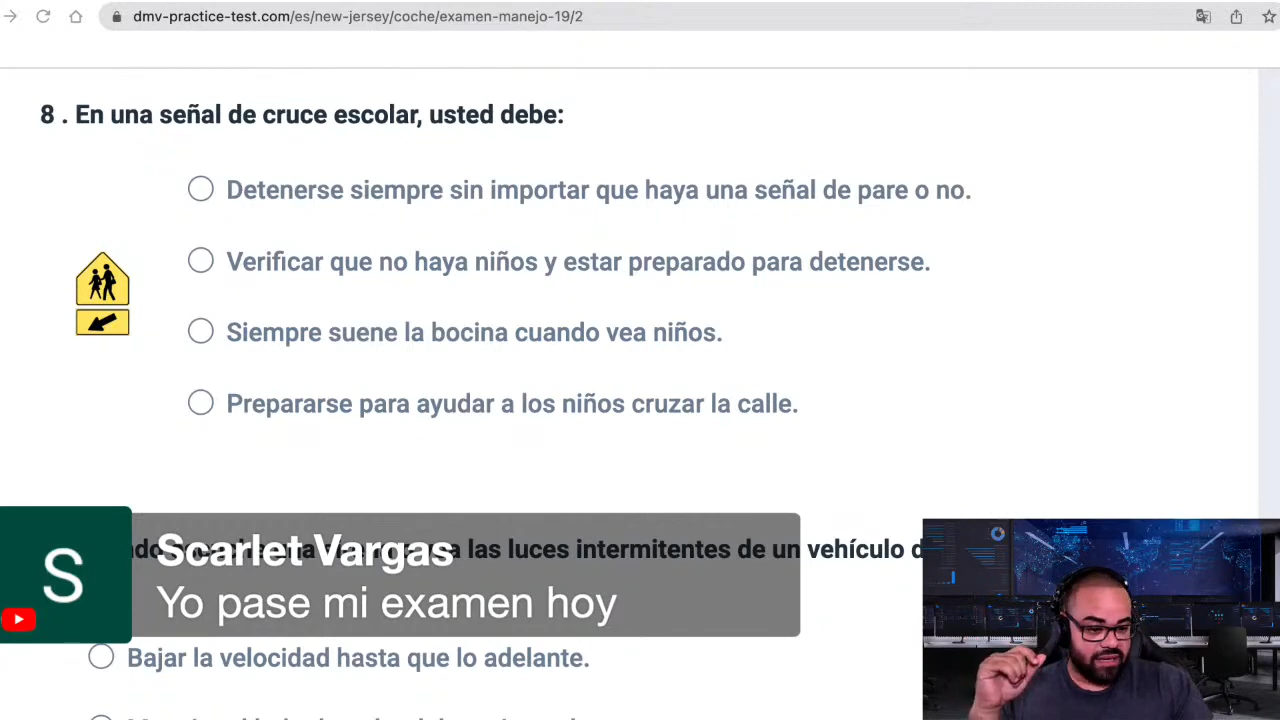 dmv-practice-test.com/es/new-jersey/coche/examen-manejo-19/2
8 . En una señal de cruce escolar, usted debe:
Detenerse siempre sin importar que haya una señal de pare o no.
Verificar que no haya niños y estar preparado para detenerse.
Siempre suene la bocina cuando vea niños.
Prepararse para ayudar a los niños cruzar la calle.
a las luces intermitentes de un vehículo
S
Scarlet Vargas
Yo pase mi examen hoy
Bajar la velocidad hasta que lo adelante.